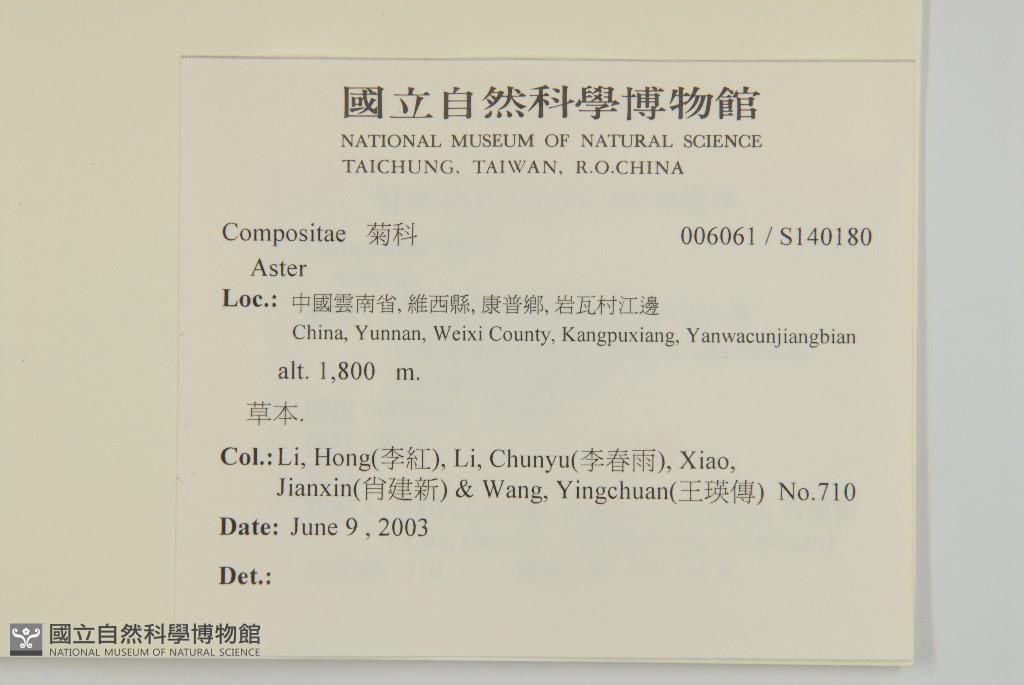 國立自然科學博物館
NATIONAL MUSEUM OF NATURAL SCIENCE
TAICHUNG, TAIWAN, R.O.CHINA
Compositae 菊科 006061 / S140180
Aster
Loc.: 中國雲南省, 維西縣, 康普鄉, 岩瓦村江邊
China, Yunnan, Weixi County, Kangpuxiang, Yanwacunjiangbian
alt. 1,800 m.
草本.
Col.: Li, Hong(李紅), Li, Chunyu(李春雨), Xiao,
Jianxin(肖建新) & Wang, Yingchuan(王瑛傳) No.710
Date: June 9 , 2003
Det.:
國立自然科學博物館
NATIONAL MUSEUM OF NATURAL SCIENCE